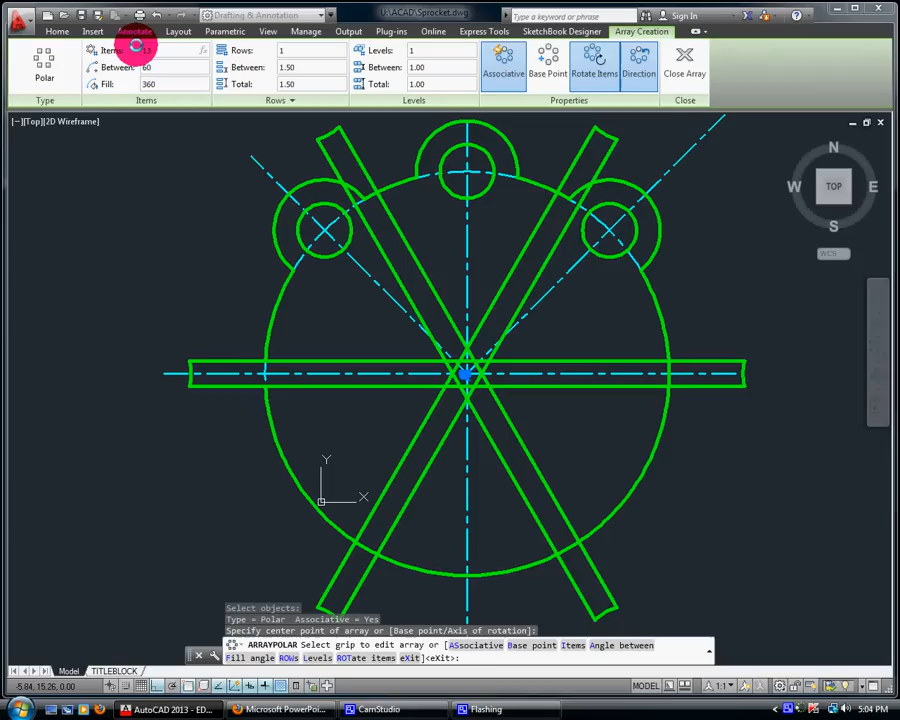 Drafting & Annotation
U:\ACAD\Sprocket.dwg
Type a keyword or phrase
Sign In
Home Insert Annotate Layout Parametric View Manage Output Plug-ins Online Express Tools SketchBook Designer Array Creation
Items: 13 Rows: 1 Levels: 1
Between: 60 Between: 1.50 Between: 1.00
Fill: 360 Total: 1.50 Total: 1.00
Polar
Associative Base Point Rotate Items Direction Close Array
Type Items Rows Levels Properties Close
[−][Top][2D Wireframe]
N
W TOP E
S
WCS
Y
X
Select objects:
Type = Polar Associative = Yes
Specify center point of array or [Base point/Axis of rotation]:
ARRAYPOLAR Select grip to edit array or [ASsociative Base point Items Angle between
Fill angle ROWs Levels ROTate items eXit]<eXit>:
Model TITLEBLOCK
-5.84, 15.26, 0.00 MODEL 1:1
AutoCAD 2013 - ED... Microsoft PowerPoi... CamStudio Flashing 5:04 PM